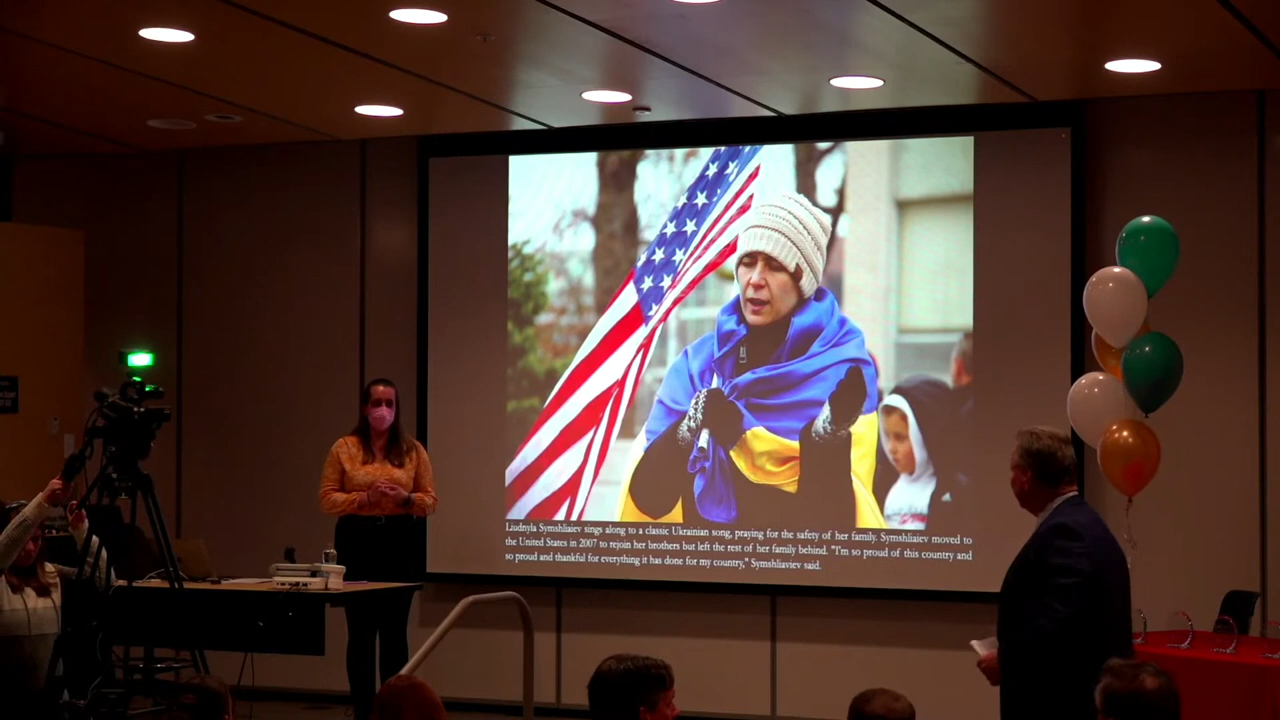 Liudnyla Symshliaiev sings along to a classic Ukrainian song, praying for the safety of her family. Symshliaiev moved to
the United States in 2007 to rejoin her brothers but left the rest of her family behind. "I'm so proud of this country and
so proud and thankful for everything it has done for my country," Symshliaviev said.